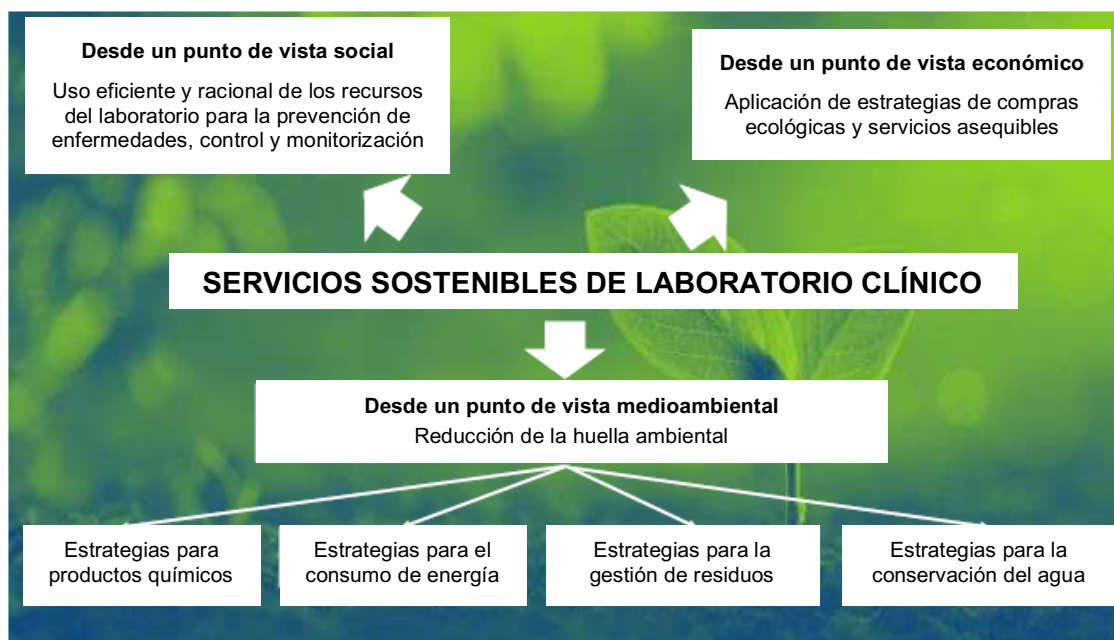 Desde un punto de vista social
Uso eficiente y racional de los recursos
del laboratorio para la prevención de
enfermedades, control y monitorización
Desde un punto de vista económico
Aplicación de estrategias de compras
ecológicas y servicios asequibles
SERVICIOS SOSTENIBLES DE LABORATORIO CLÍNICO
Desde un punto de vista medioambiental
Reducción de la huella ambiental
Estrategias para
productos químicos
Estrategias para el
consumo de energía
Estrategias para la
gestión de residuos
Estrategias para la
conservación del agua